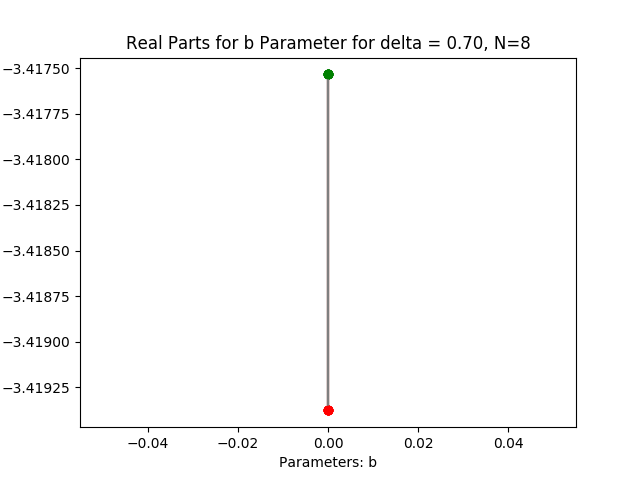 Real Parts for b Parameter for delta = 0.70, N=8
−3.41750
−3.41775
−3.41800
−3.41825
−3.41850
−3.41875
−3.41900
−3.41925
−0.04 −0.02 0.00 0.02 0.04
Parameters: b